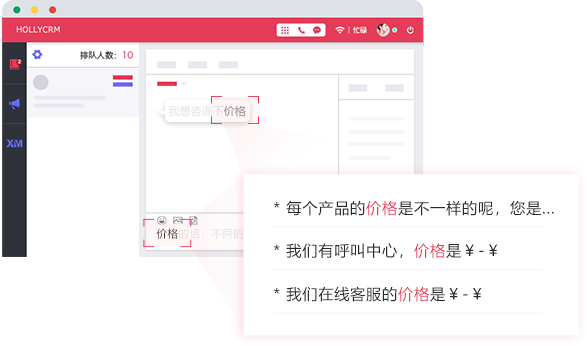 HOLLYCRM
忙碌
2
排队人数：10
XM
我想咨询下价格
价格的话，不同的
* 每个产品的价格是不一样的呢，您是...
* 我们有呼叫中心，价格是￥-￥
* 我们在线客服的价格是￥-￥